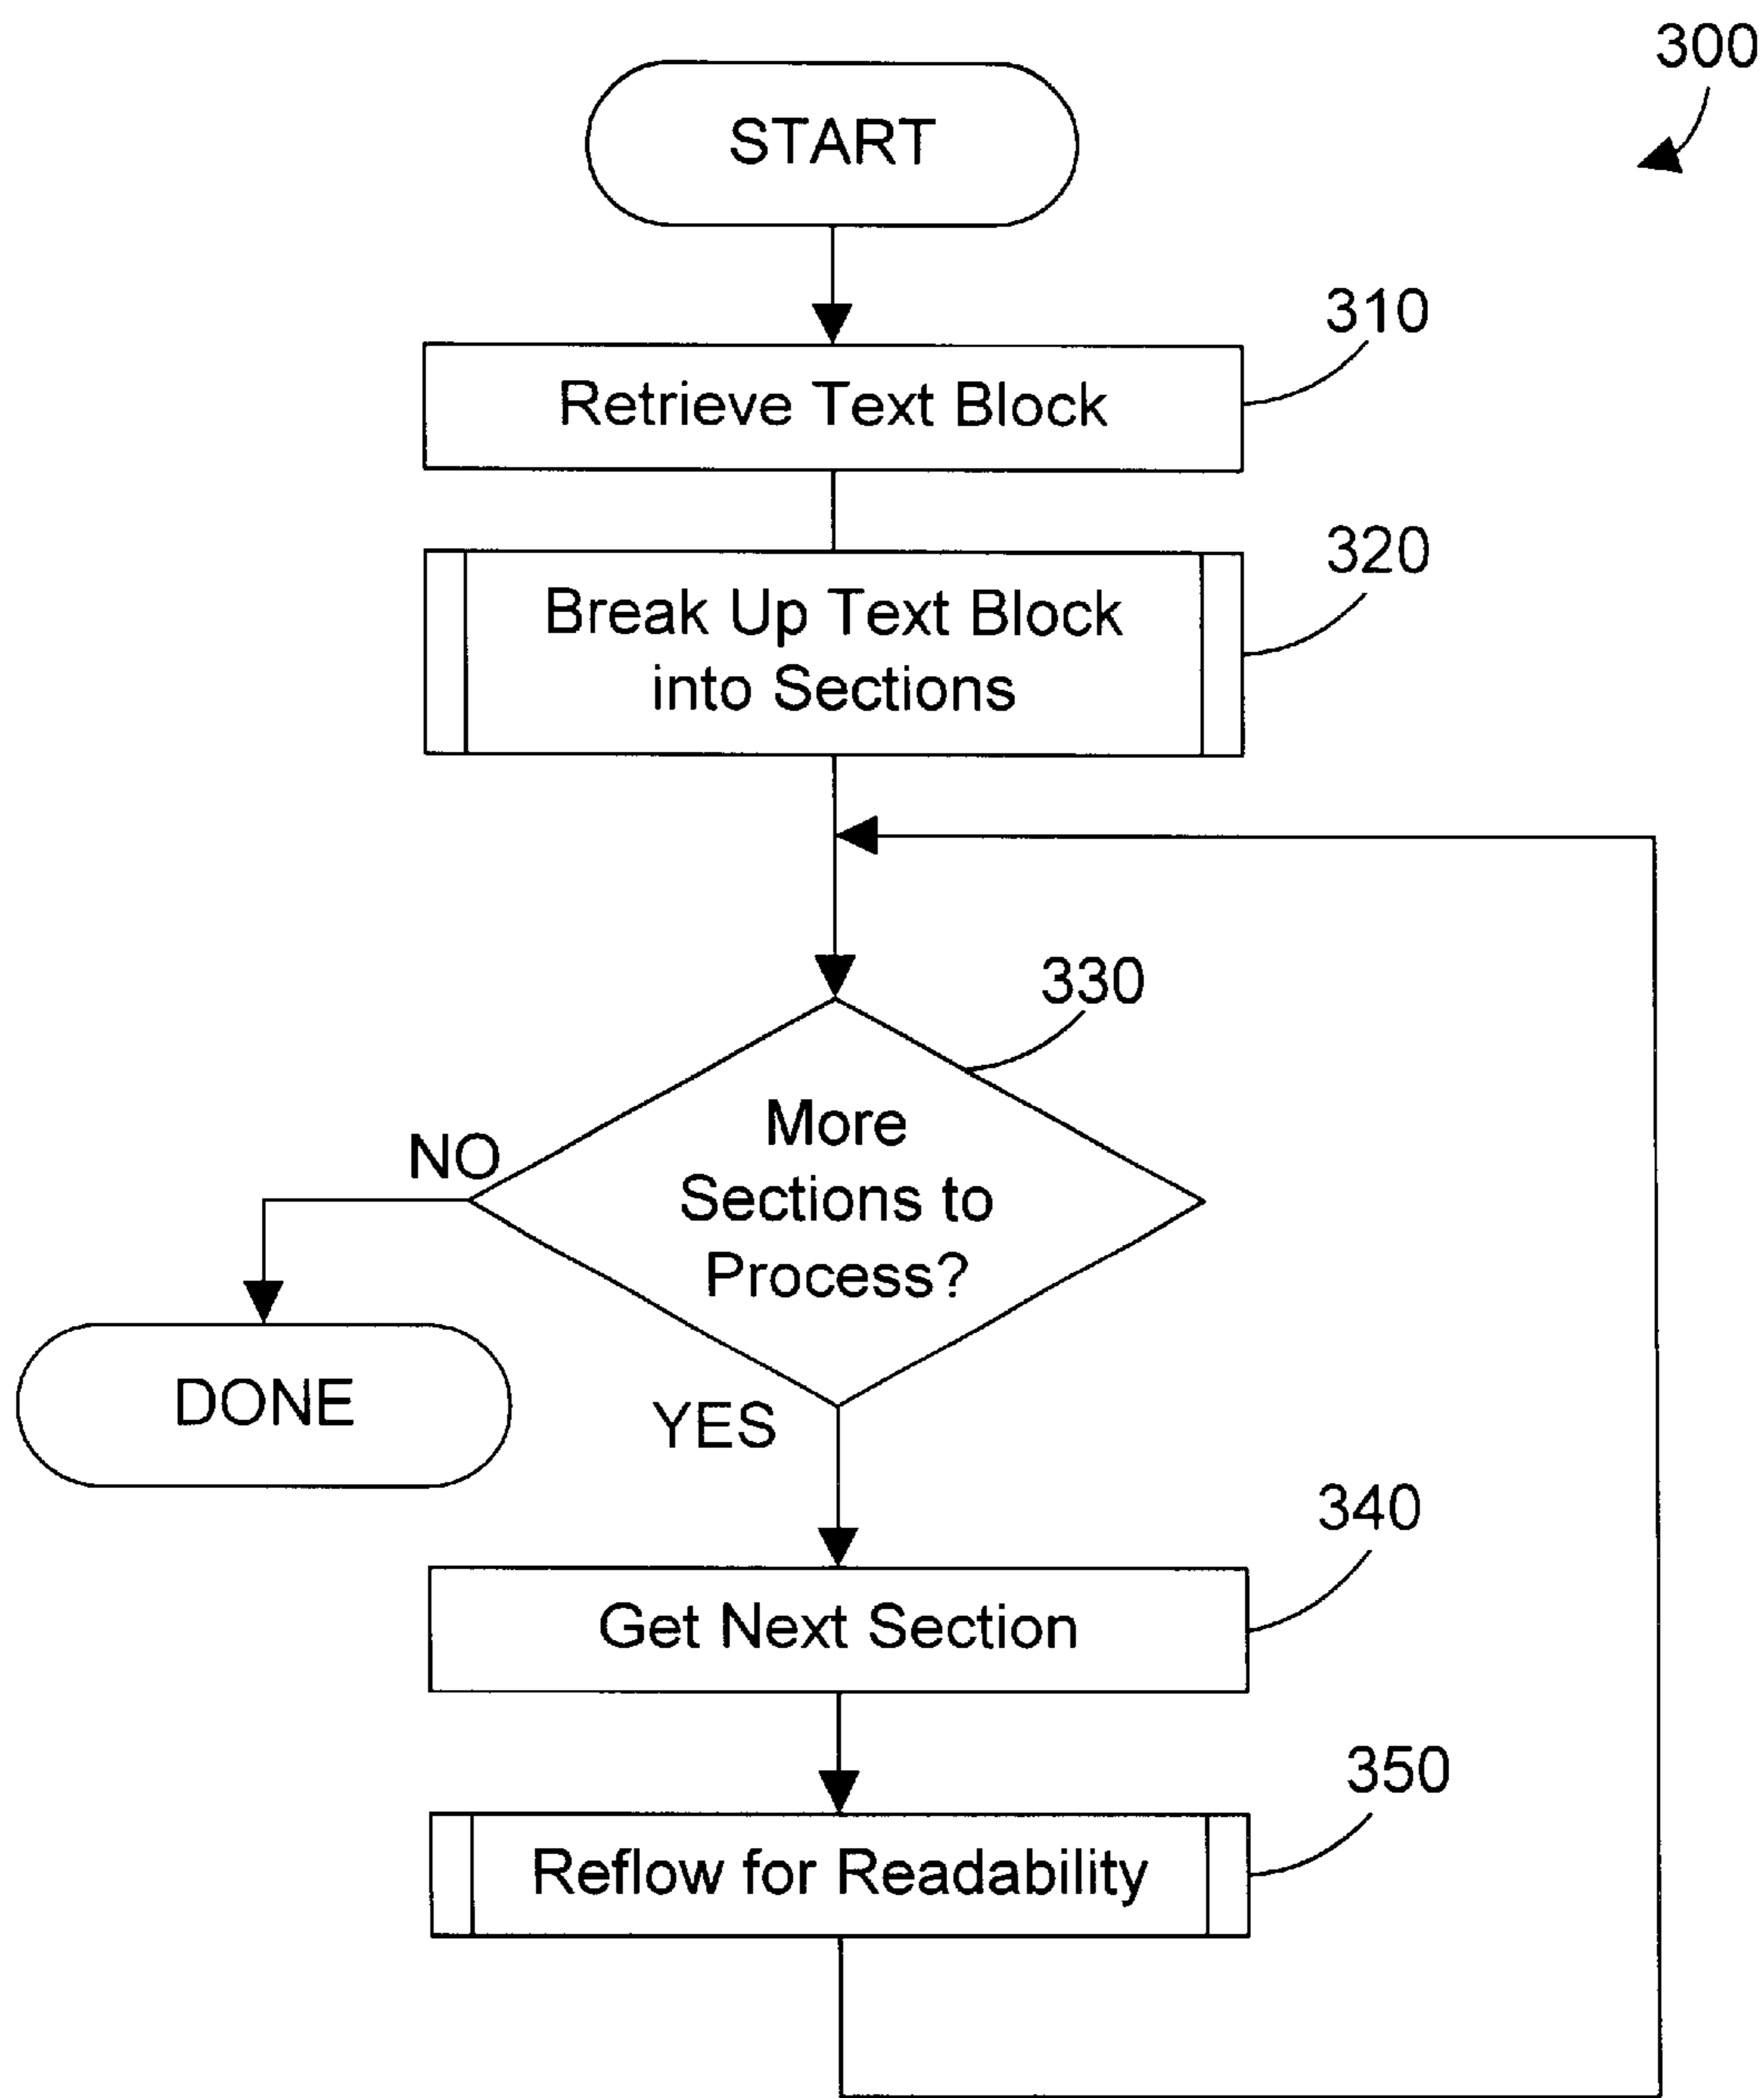 300
START
310
Retrieve Text Block
320
Break Up Text Block
into Sections
330
More
Sections to
Process?
NO
DONE
YES
340
Get Next Section
350
Reflow for Readability